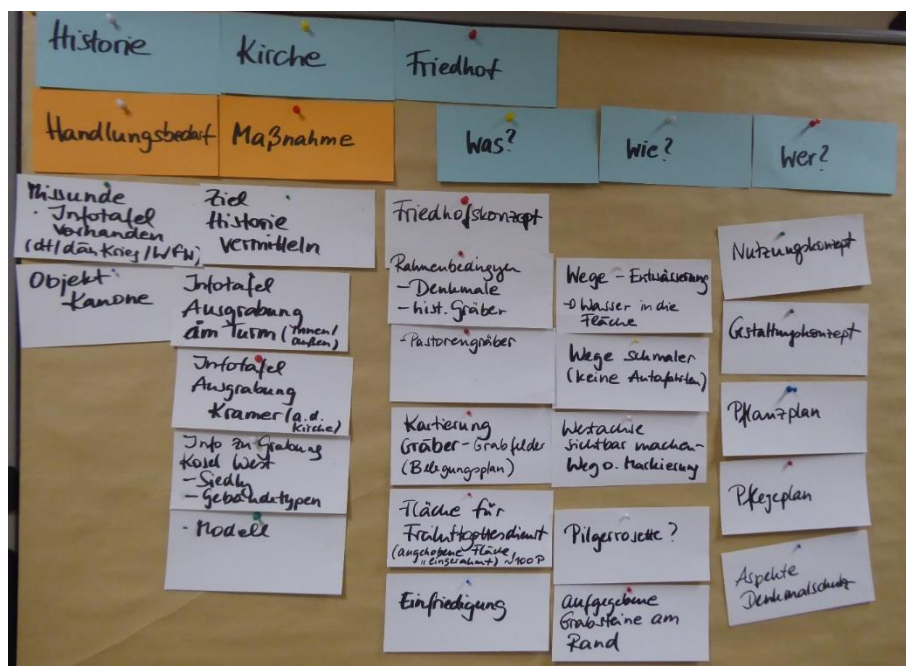 Historie
Kirche
Friedhof
Handlungsbedarf
Maßnahme
Was?
Wie?
Wer?
Missunde
· Infotafel
vorhanden
(dt/dän Krieg/
Objekt
- Kanone
Ziel
Historie
vermitteln
Infotafel
Ausgrabung
am Turm (Innen/
außen)
Infotafel
Ausgrabung
Kramer (a.d.
Kirche)
Info zu Grabung
Kosel West
- Siedlg
- Gebäudetypen
- Modell
Friedhofskonzept
Rahmenbedingungen
- Denkmale
- hist. Gräber
- Pastorengräber
Kartierung
Gräber - Grabfelder
(Belegungsplan)
Fläche für
Freiluftgottesdienst
(angehobene Fläche,
"eingerahmt) ~100 P
Einfriedigung
Wege - Entwässerung
→ Wasser in die
Fläche
Wege schmaler
(keine Autofahrten)
Westachse
sichtbar machen -
Weg o. Markierung
Pilgerrosette?
aufgegebene
Grabsteine am
Rand
Nutzungskonzept
Gestaltungskonzept
Pflanzplan
Pflegeplan
Aspekte
Denkmalschutz